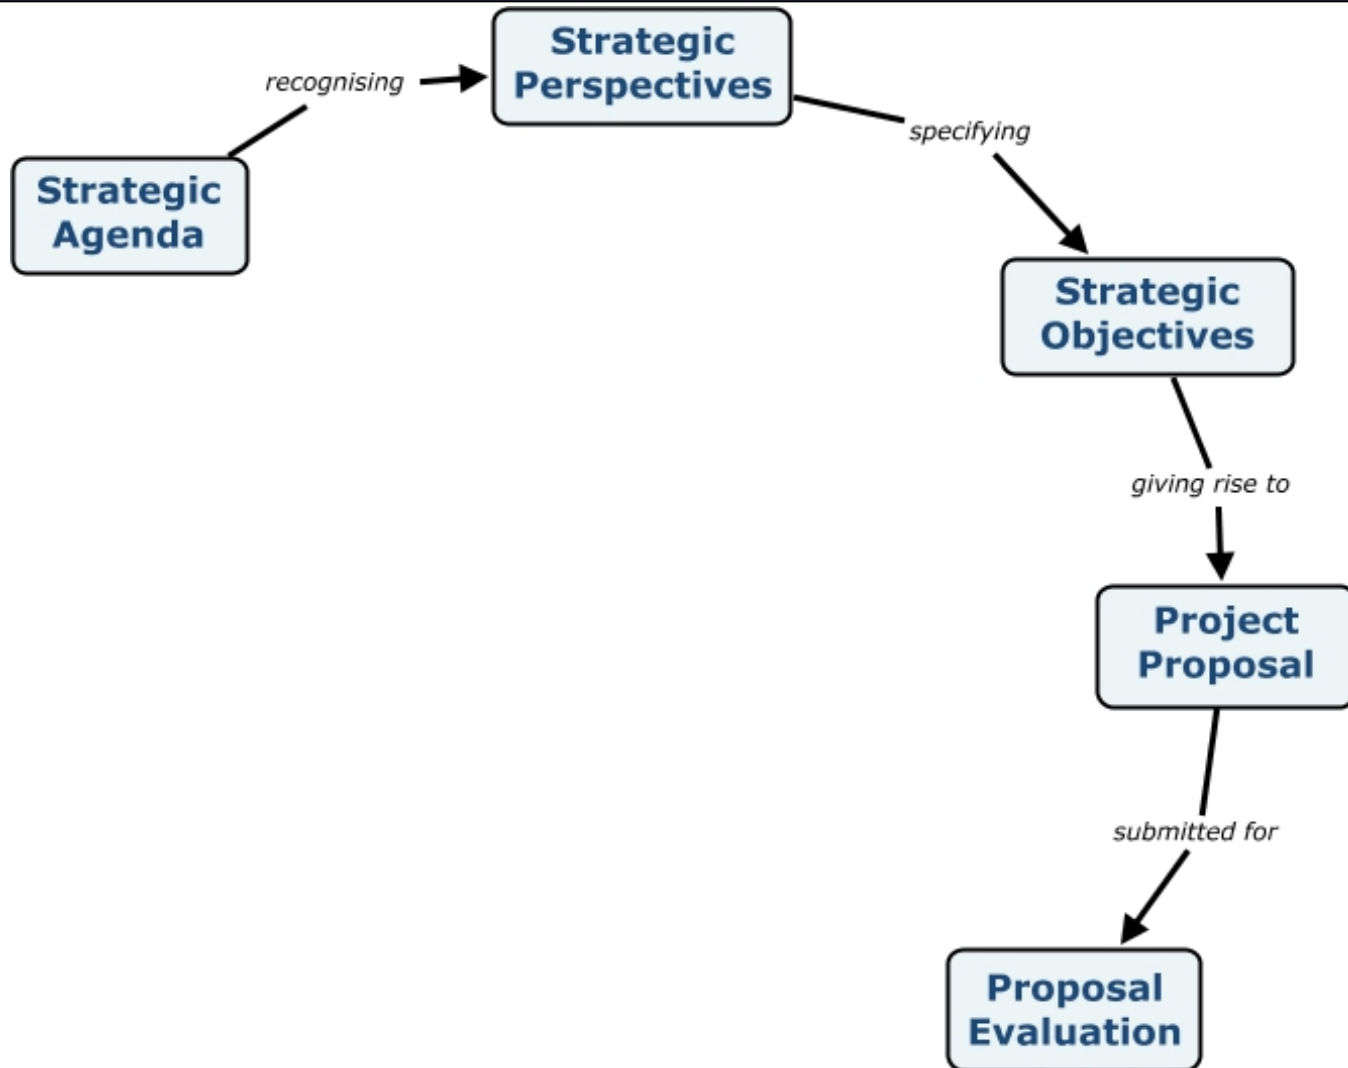 Strategic
Perspectives
recognising
specifying
Strategic
Agenda
Strategic
Objectives
giving rise to
Project
Proposal
submitted for
Proposal
Evaluation